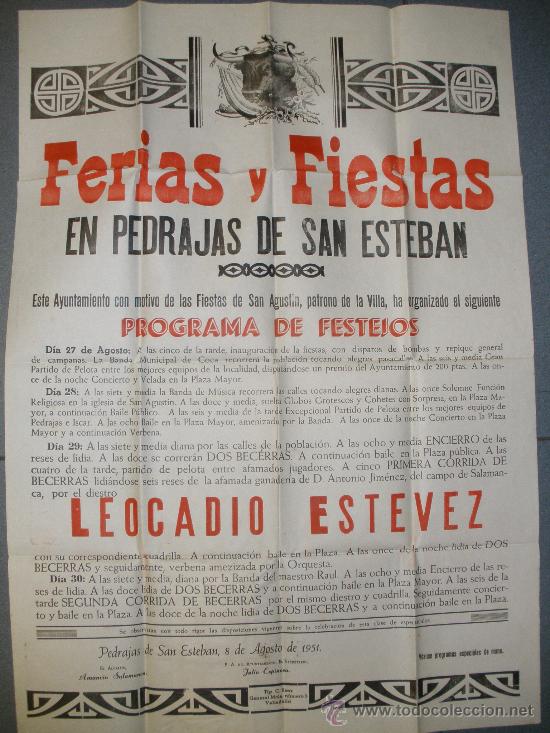 Ferias y Fiestas
EN PEDRAJAS DE SAN ESTEBAN
Este Ayuntamiento con motivo de las Fiestas de San Agustín, patrono de la Villa, ha organizado el siguiente
PROGRAMA DE FESTEJOS
Día 27 de Agosto: A las cinco de la tarde, inauguración de la fiestas, con disparos de bombas y repique general
de campanas. La Banda Municipal de Coca recorrerá la población tocando alegres pasacalles. A las seis y media Gran
Partido de Pelota entre los mejores equipos de la localidad, disputándose un premio del Ayuntamiento de 200 ptas. A las once
de la noche Concierto y Velada en la Plaza Mayor.
Día 28: A las siete y media la Banda de Música recorrerá las calles tocando alegres dianas. A las once Solemne Función
Religiosa en la iglesia de San Agustín. A las doce y media, suelta Globos Grotescos y Cohetes con Sorpresa, en la Plaza Ma-
yor, a continuación Baile Público. A las seis y media de la tarde Excepcional Partido de Pelota entre los mejores equipos de
Pedrajas e Iscar. A las ocho Baile en la Plaza Mayor, amenizado por la Banda. A las once de la noche Concierto en la Plaza
Mayor y a continuación Verbena.
Día 29: A las siete y media diana por las calles de la población. A las ocho y media ENCIERRO de las
reses de lidia. A las doce se correrán DOS BECERRAS. A continuación baile en la Plaza pública. A las
cuatro de la tarde, partido de pelota entre afamados jugadores. A cinco PRIMERA CORRIDA DE
BECERRAS lidiándose seis reses de la afamada ganadería de D. Antonio Jiménez, del campo de Salaman-
ca, por el diestro
LEOCADIO ESTEVEZ
con su correspondiente cuadrilla. A continuación baile en la Plaza. A las once de la noche lidia de DOS
BECERRAS y seguidamente, verbena amenizada por la Orquesta.
Día 30: A las siete y media, diana por la Banda del maestro Raul. A las ocho y media Encierro de las re-
ses de lidia. A las doce lidia de DOS BECERRAS y a continuación baile en la Plaza Mayor. A las seis de la
tarde SEGUNDA CORRIDA DE BECERRAS por el mismo diestro y cuadrilla. Seguidamente concier-
to y baile en la Plaza. A las doce de la noche lidia de DOS BECERRAS y a continuación baile en la Plaza.
Se observarán con todo rigor las disposiciones vigentes sobre la celebración de esta clase de espectáculos.
Pedrajas de San Esteban, 8 de Agosto de 1951.
El Alcalde,
P. A. del Ayuntamiento, El Secretario,
Amancio Salamanca
Julio Espinosa
Véanse programas especiales de mano.
Tip. C.
General Mola número
Valladolid
todocoleccion.net
www.todocoleccion.net